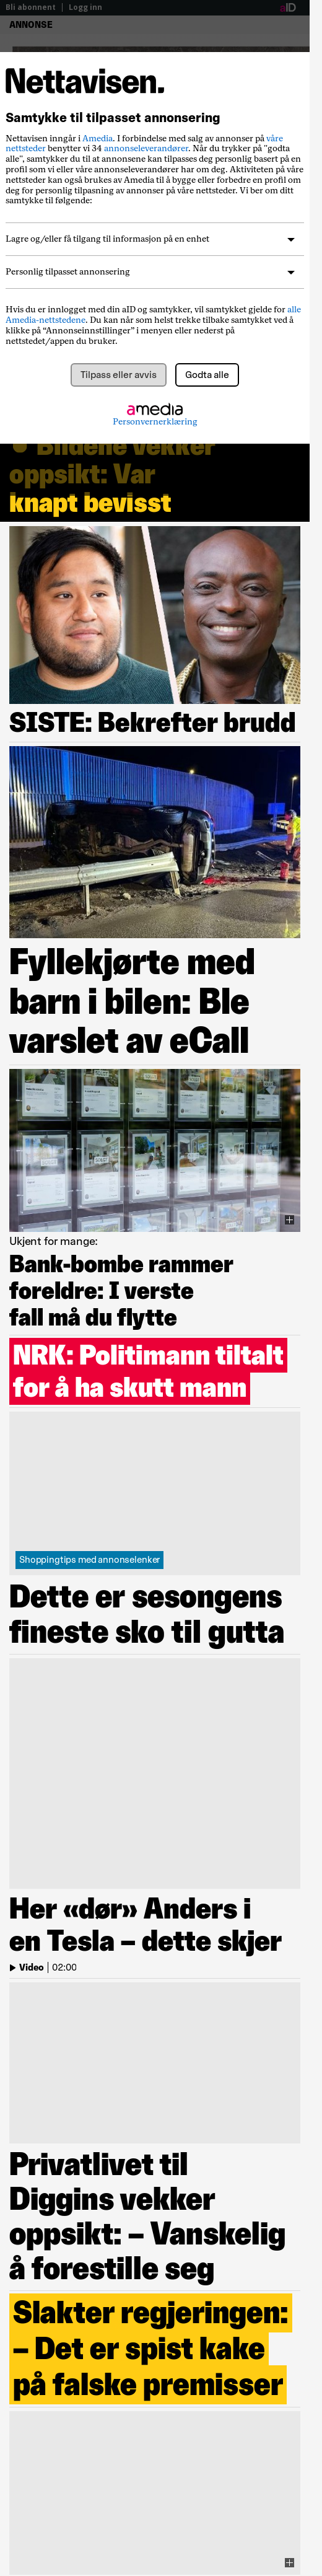 Bli abonnent | Logg inn aID
ANNONSE
Nettavisen.
Samtykke til tilpasset annonsering
Nettavisen inngår i Amedia. I forbindelse med salg av annonser på våre
nettsteder benytter vi 34 annonseleverandører. Når du trykker på "godta
alle", samtykker du til at annonsene kan tilpasses deg personlig basert på en
profil som vi eller våre annonseleverandører har om deg. Aktiviteten på våre
nettsteder kan også brukes av Amedia til å bygge eller forbedre en profil om
deg for personlig tilpasning av annonser på våre nettsteder. Vi ber om ditt
samtykke til følgende:
Lagre og/eller få tilgang til informasjon på en enhet
Personlig tilpasset annonsering
Hvis du er innlogget med din aID og samtykker, vil samtykket gjelde for alle
Amedia-nettstedene. Du kan når som helst trekke tilbake samtykket ved å
klikke på “Annonseinnstillinger” i menyen eller nederst på
nettstedet/appen du bruker.
Tilpass eller avvis Godta alle
amedia
Personvernerklæring
Bildene vekker
oppsikt: Var
knapt bevisst
SISTE: Bekrefter brudd
Fyllekjørte med
barn i bilen: Ble
varslet av eCall
Ukjent for mange:
Bank-bombe rammer
foreldre: I verste
fall må du flytte
NRK: Politimann tiltalt
for å ha skutt mann
Shoppingtips med annonselenker
Dette er sesongens
fineste sko til gutta
Her «dør» Anders i
en Tesla – dette skjer
Video | 02:00
Privatlivet til
Diggins vekker
oppsikt: – Vanskelig
å forestille seg
Slakter regjeringen:
– Det er spist kake
på falske premisser